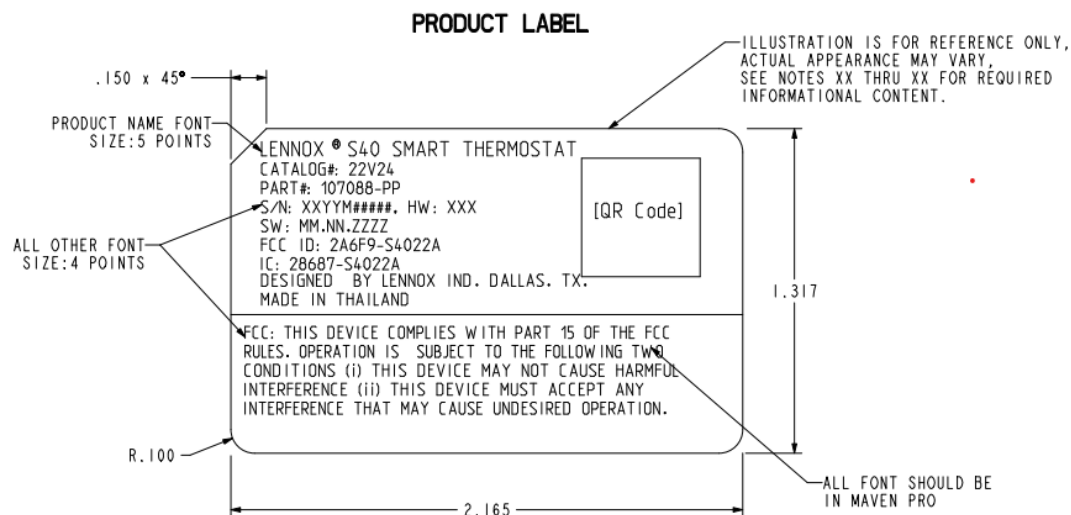 PRODUCT LABEL
ILLUSTRATION IS FOR REFERENCE ONLY,
ACTUAL APPEARANCE MAY VARY,
SEE NOTES XX THRU XX FOR REQUIRED
INFORMATIONAL CONTENT.
.150 x 45°
PRODUCT NAME FONT
SIZE:5 POINTS
LENNOX ® S40 SMART THERMOSTAT
CATALOG#: 22V24
PART#: 107088-PP
S/N: XXYYM#####. HW: XXX
SW: MM.NN.ZZZZ
FCC ID: 2A6F9-S4022A
IC: 28687-S4022A
DESIGNED BY LENNOX IND. DALLAS. TX.
MADE IN THAILAND
[QR Code]
ALL OTHER FONT
SIZE:4 POINTS
1.317
FCC: THIS DEVICE COMPLIES WITH PART 15 OF THE FCC
RULES. OPERATION IS SUBJECT TO THE FOLLOWING TWO
CONDITIONS (i) THIS DEVICE MAY NOT CAUSE HARMFUL
INTERFERENCE (ii) THIS DEVICE MUST ACCEPT ANY
INTERFERENCE THAT MAY CAUSE UNDESIRED OPERATION.
R.100
ALL FONT SHOULD BE
IN MAVEN PRO
2.165